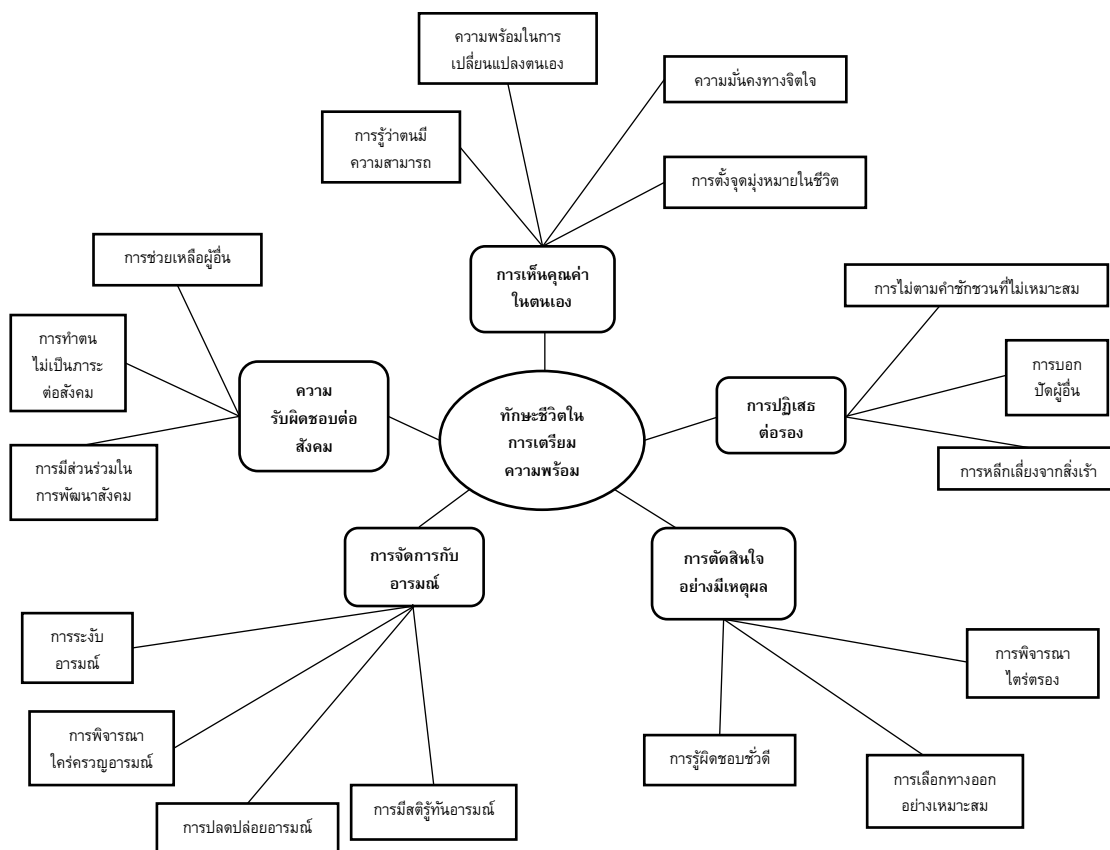 ความพร้อมในการ
เปลี่ยนแปลงตนเอง
ความมั่นคงทางจิตใจ
การรู้ว่าตนมี
ความสามารถ
การตั้งจุดมุ่งหมายในชีวิต
การช่วยเหลือผู้อื่น
การเห็นคุณค่า
ในตนเอง
การไม่ตามคำชักชวนที่ไม่เหมาะสม
การทำตน
ไม่เป็นภาระ
ต่อสังคม
ความ
รับผิดชอบต่อ
สังคม
ทักษะชีวิตใน
การเตรียม
ความพร้อม
การปฏิเสธ
ต่อรอง
การบอก
ปัดผู้อื่น
การมีส่วนร่วมใน
การพัฒนาสังคม
การหลีกเลี่ยงจากสิ่งเร้า
การจัดการกับ
อารมณ์
การตัดสินใจ
อย่างมีเหตุผล
การระงับ
อารมณ์
การพิจารณา
ไตร่ตรอง
การพิจารณา
ใคร่ครวญอารมณ์
การรู้ผิดชอบชั่วดี
การเลือกทางออก
อย่างเหมาะสม
การมีสติรู้ทันอารมณ์
การปลดปล่อยอารมณ์